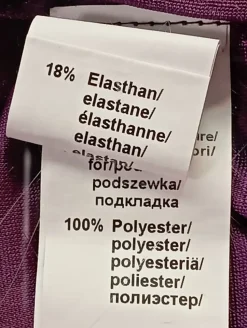 18% Elasthan/
elastane/
élasthanne/
elasthan/
podszewka/
подкладка
100% Polyester/
polyester/
polyesteriä/
poliester/
полиэстер/